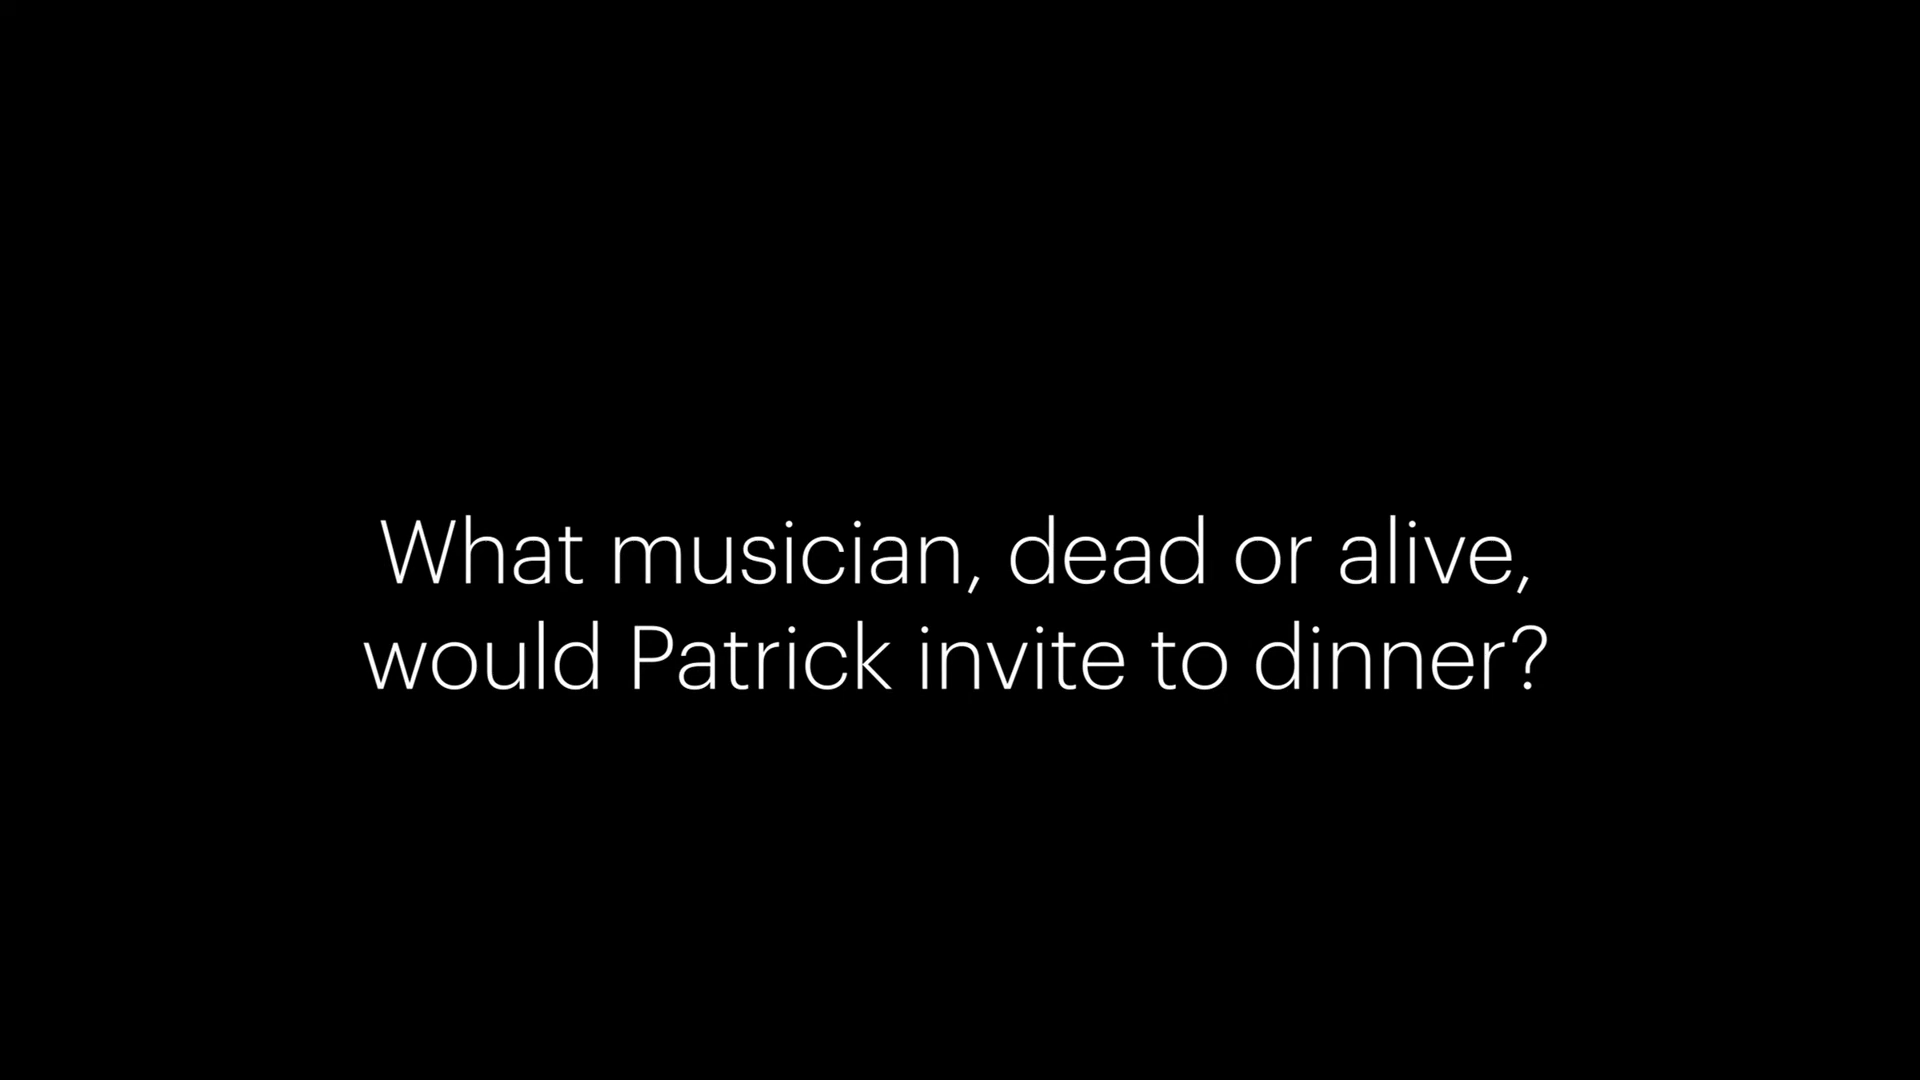 What musician, dead or alive,
would Patrick invite to dinner?